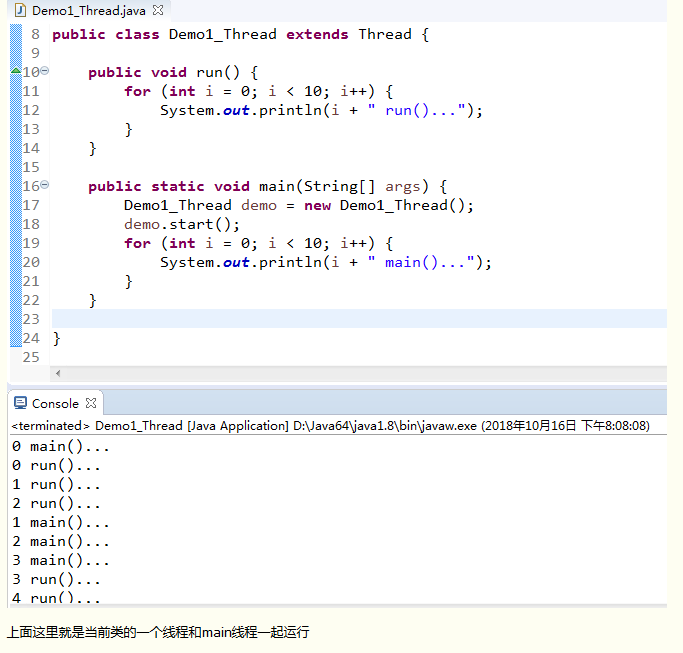 Demo1_Thread.java
8 public class Demo1_Thread extends Thread {
9
10 public void run() {
11 for (int i = 0; i < 10; i++) {
12 System.out.println(i + " run()...");
13 }
14 }
15
16 public static void main(String[] args) {
17 Demo1_Thread demo = new Demo1_Thread();
18 demo.start();
19 for (int i = 0; i < 10; i++) {
20 System.out.println(i + " main()...");
21 }
22 }
23
24 }
25
Console
<terminated> Demo1_Thread [Java Application] D:\Java64\java1.8\bin\javaw.exe (2018年10月16日 下午8:08:08)
0 main()...
0 run()...
1 run()...
2 run()...
1 main()...
2 main()...
3 main()...
3 run()...
4 run()...
上面这里就是当前类的一个线程和main线程一起运行